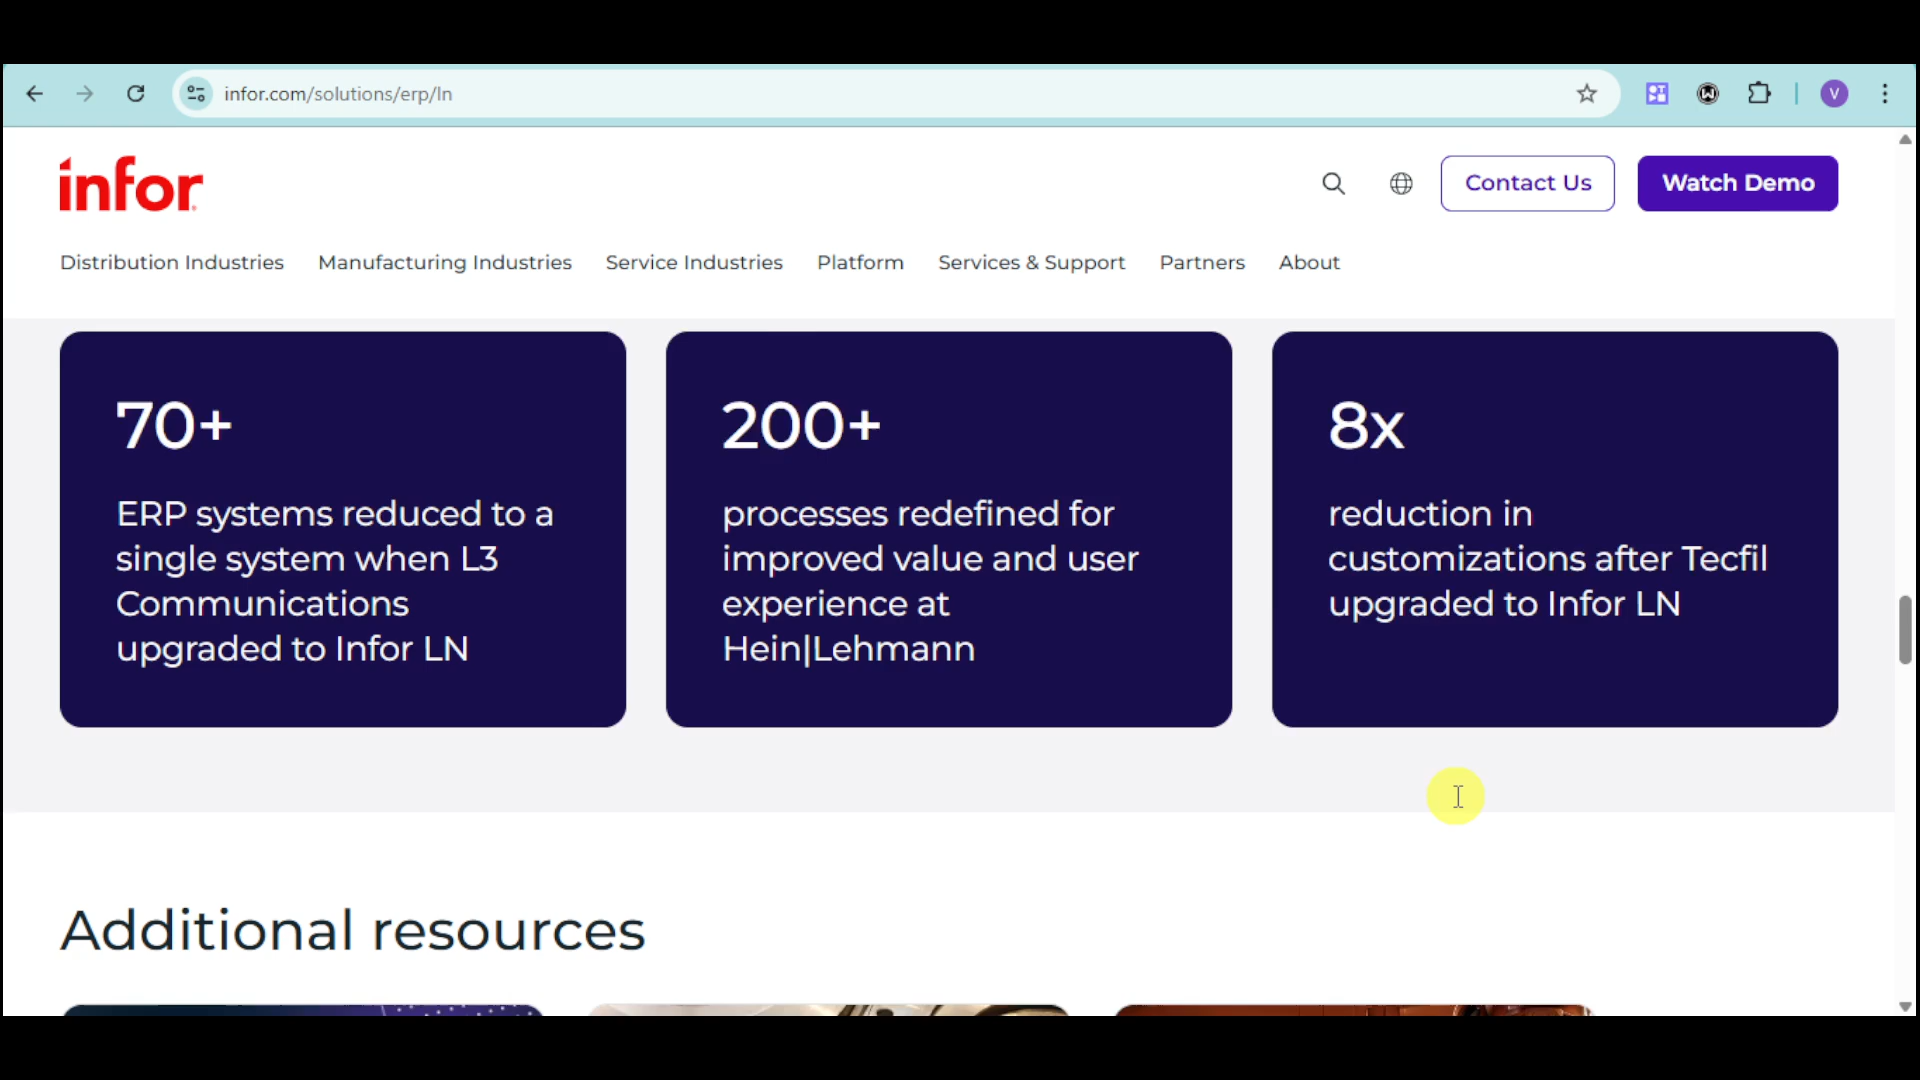 infor.com/solutions/erp/ln
V
infor
Contact Us
Watch Demo
Distribution Industries
Manufacturing Industries
Service Industries
Platform
Services & Support
Partners
About
70+
ERP systems reduced to a
single system when L3
Communications
upgraded to Infor LN
200+
processes redefined for
improved value and user
experience at
Hein|Lehmann
8x
reduction in
customizations after Tecfil
upgraded to Infor LN
Additional resources